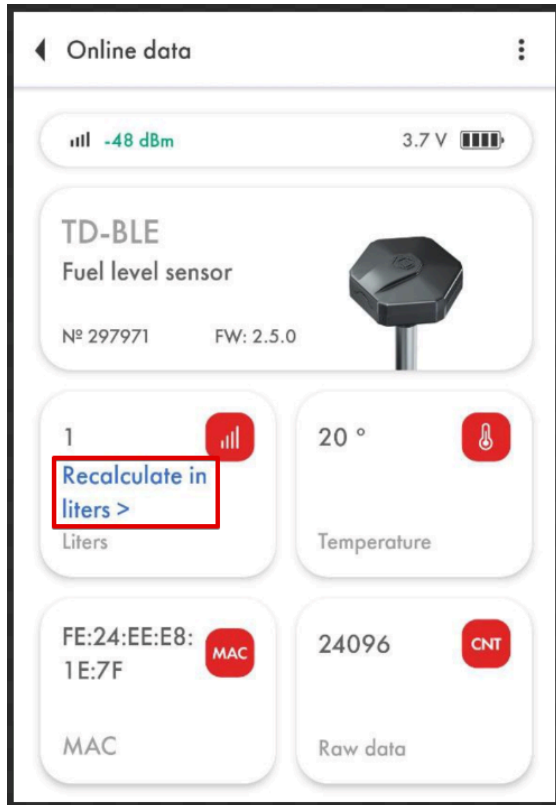 Online data
-48 dBm
3.7 V
TD-BLE
Fuel level sensor
№ 297971 FW: 2.5.0
1
Recalculate in
liters >
Liters
20 °
Temperature
FE:24:EE:E8:
1E:7F
MAC
MAC
24096
CNT
Raw data